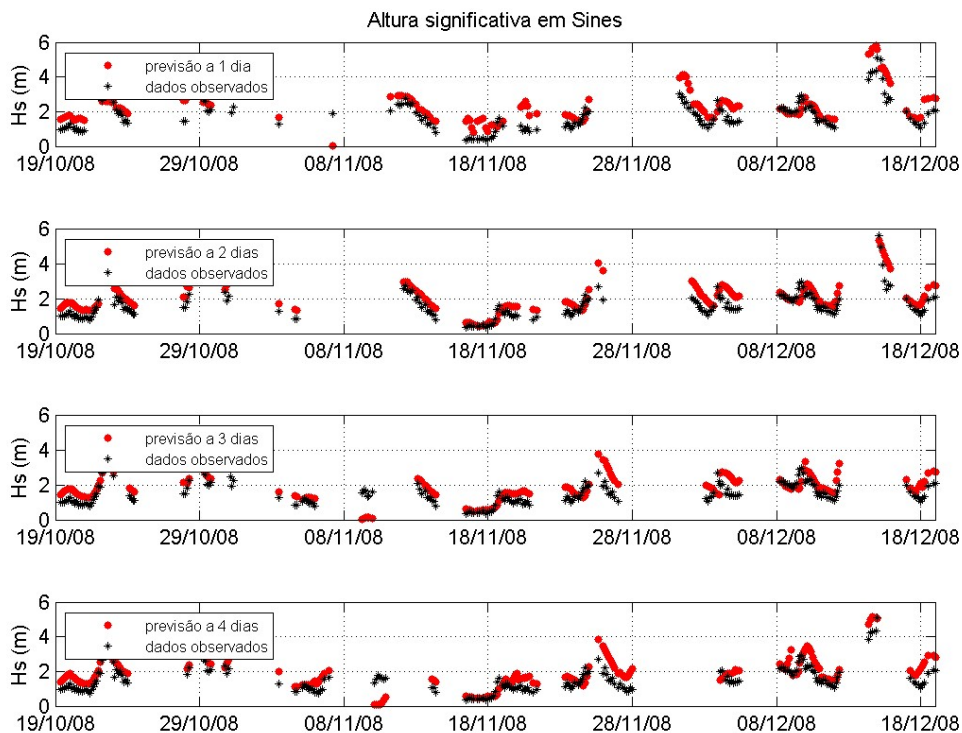 Altura significativa em Sines
6
4
2
0
Hs (m)
previsão a 1 dia
dados observados
19/10/08 29/10/08 08/11/08 18/11/08 28/11/08 08/12/08 18/12/08
6
4
2
0
Hs (m)
previsão a 2 dias
dados observados
19/10/08 29/10/08 08/11/08 18/11/08 28/11/08 08/12/08 18/12/08
6
4
2
0
Hs (m)
previsão a 3 dias
dados observados
19/10/08 29/10/08 08/11/08 18/11/08 28/11/08 08/12/08 18/12/08
6
4
2
0
Hs (m)
previsão a 4 dias
dados observados
19/10/08 29/10/08 08/11/08 18/11/08 28/11/08 08/12/08 18/12/08